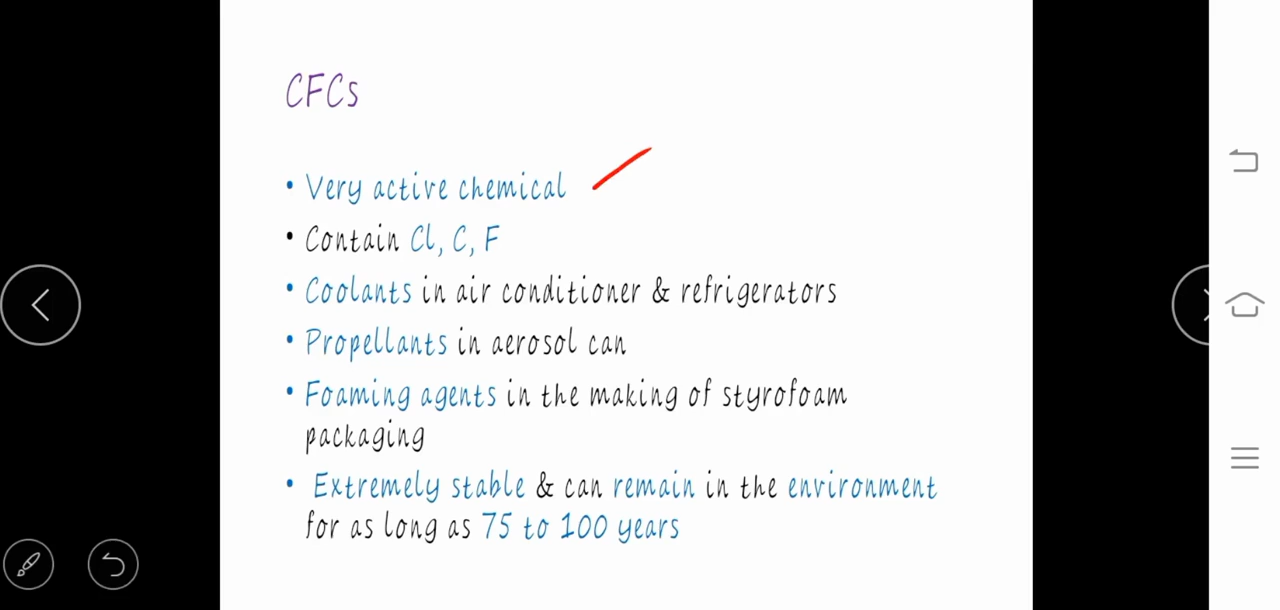 CFCs
• Very active chemical
• Contain Cl, C, F
• Coolants in air conditioner & refrigerators
• Propellants in aerosol can
• Foaming agents in the making of styrofoam
packaging
• Extremely stable & can remain in the environment
for as long as 75 to 100 years